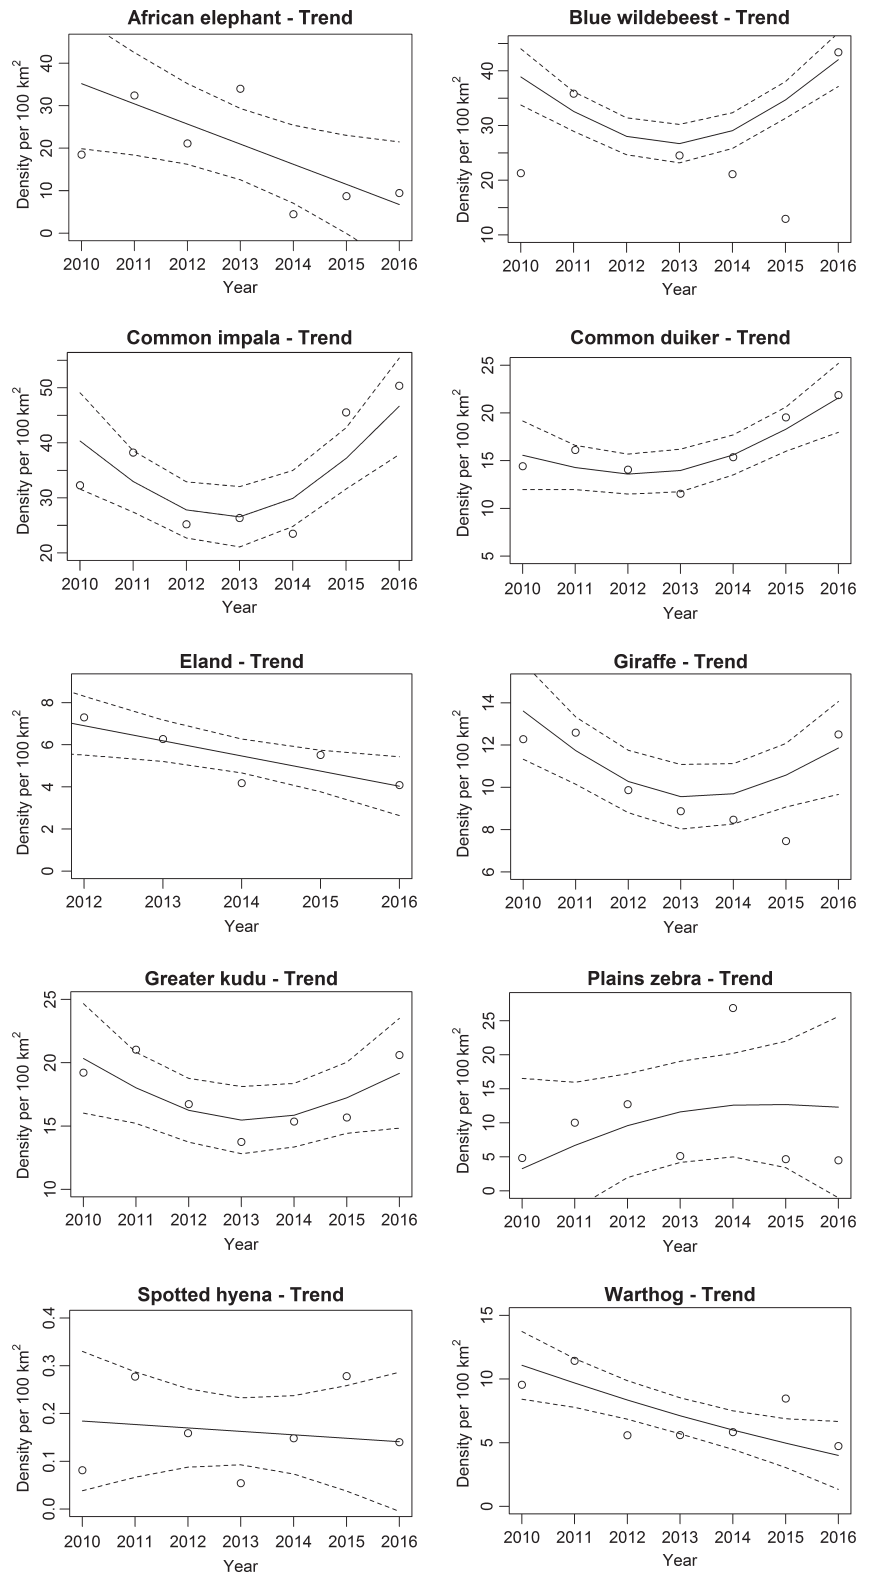 African elephant - Trend
Density per 100 km²
40
30
20
10
0
2010 2011 2012 2013 2014 2015 2016
Year
Blue wildebeest - Trend
Density per 100 km²
40
30
20
10
2010 2011 2012 2013 2014 2015 2016
Year
Common impala - Trend
Density per 100 km²
50
40
30
20
2010 2011 2012 2013 2014 2015 2016
Year
Common duiker - Trend
Density per 100 km²
25
20
15
10
5
2010 2011 2012 2013 2014 2015 2016
Year
Eland - Trend
Density per 100 km²
8
6
4
2
0
2012 2013 2014 2015 2016
Year
Giraffe - Trend
Density per 100 km²
14
12
10
8
6
2010 2011 2012 2013 2014 2015 2016
Year
Greater kudu - Trend
Density per 100 km²
25
20
15
10
2010 2011 2012 2013 2014 2015 2016
Year
Plains zebra - Trend
Density per 100 km²
25
20
15
10
5
0
2010 2011 2012 2013 2014 2015 2016
Year
Spotted hyena - Trend
Density per 100 km²
0.4
0.3
0.2
0.1
0.0
2010 2011 2012 2013 2014 2015 2016
Year
Warthog - Trend
Density per 100 km²
15
10
5
0
2010 2011 2012 2013 2014 2015 2016
Year